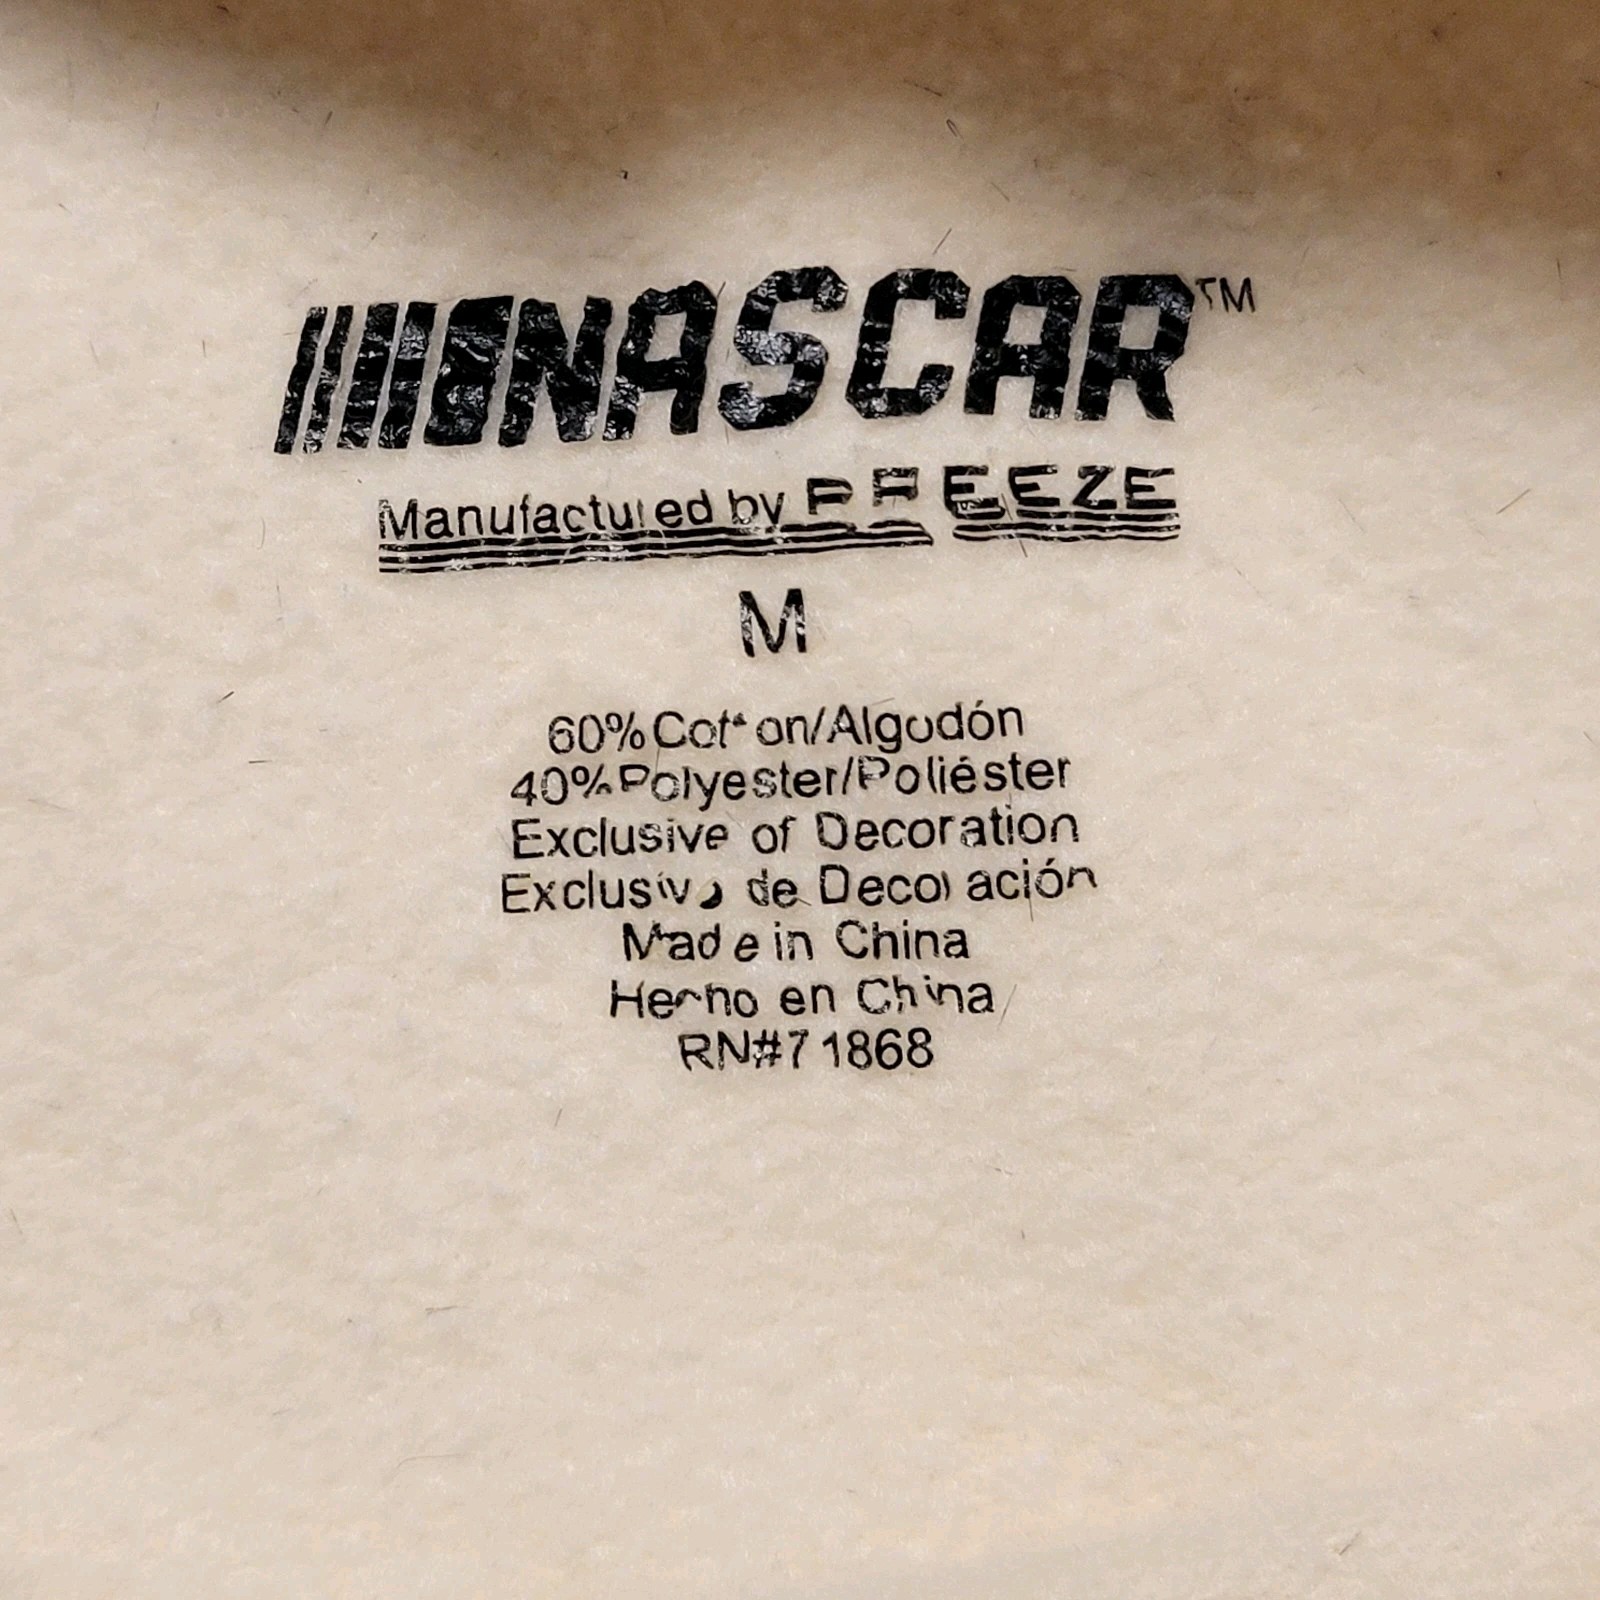 NASCAR™
Manufactured by FREEZE
M
60% Cotton/Algodón
40% Polyester/Poliéster
Exclusive of Decoration
Exclusivo de Decoración
Made in China
Hecho en China
RN#71868